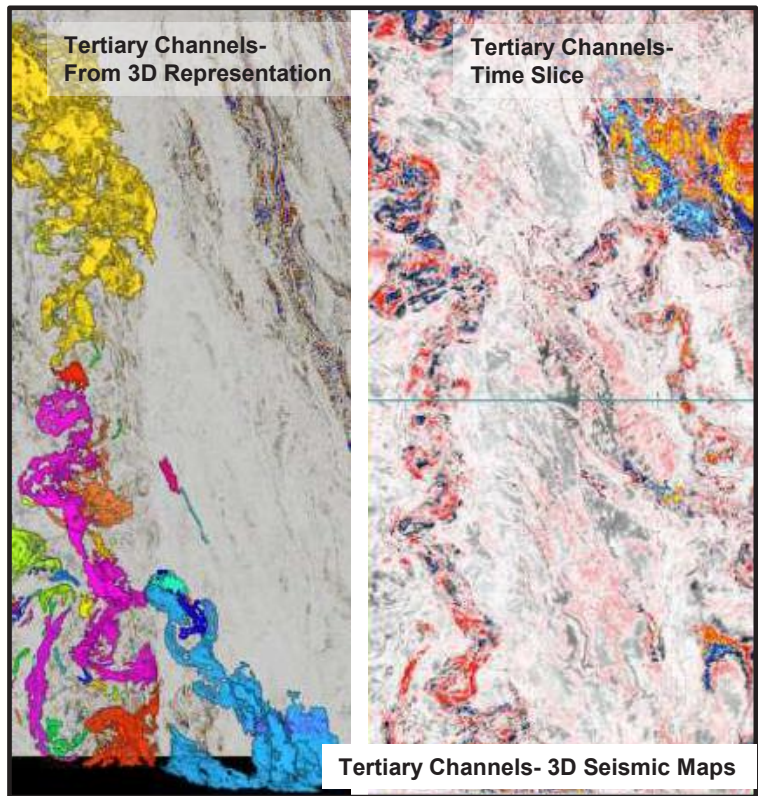 Tertiary Channels-
From 3D Representation
Tertiary Channels-
Time Slice
Tertiary Channels- 3D Seismic Maps